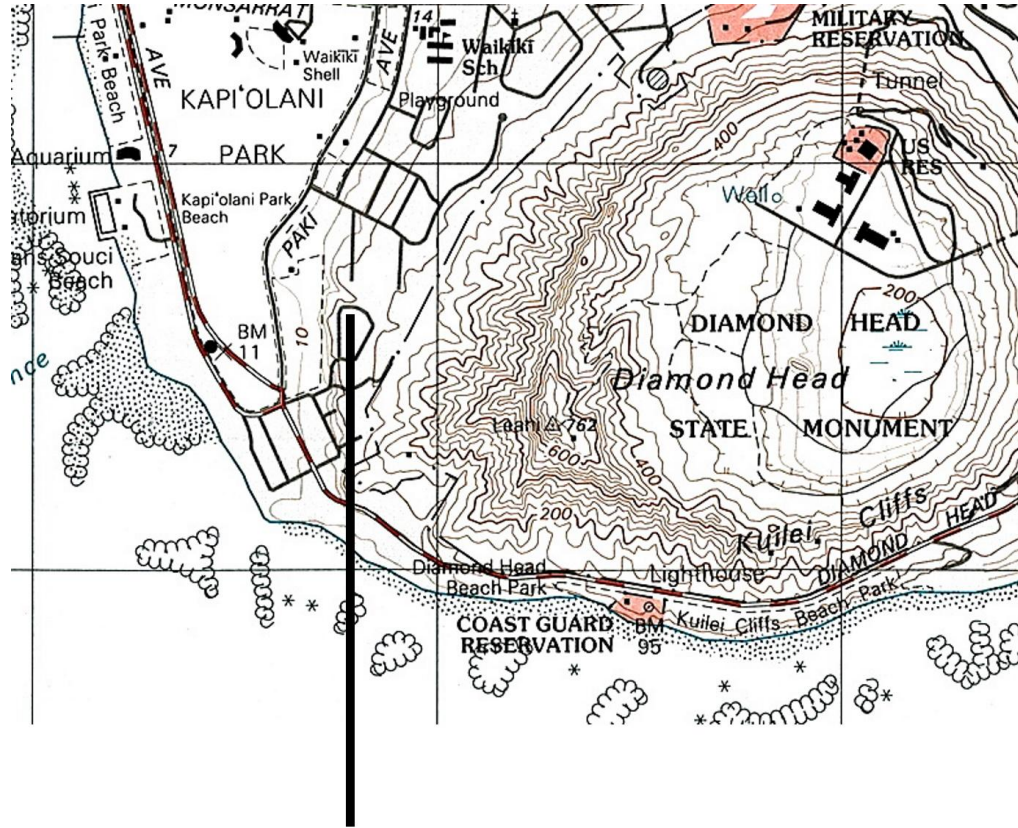 MONSARRAT
AVE
Park Beach
14
AVE
Waikiki
Sch
MILITARY
RESERVATION
Waikiki
Shell
Tunnel
KAPI'OLANI
PARK
Playground
400
US
RES
Aquarium
7
Well
Kapi'olani Park
Beach
PAKI
torium
ns Souci
Beach
0
200
BM
11
10
DIAMOND HEAD
Diamond Head
nce
Leahi 762
STATE MONUMENT
600
400
200
Kuilei Cliffs
DIAMOND HEAD
Diamond Head
Beach Park
Lighthouse
COAST GUARD
RESERVATION
BM
95
Kuilei Cliffs Beach Park